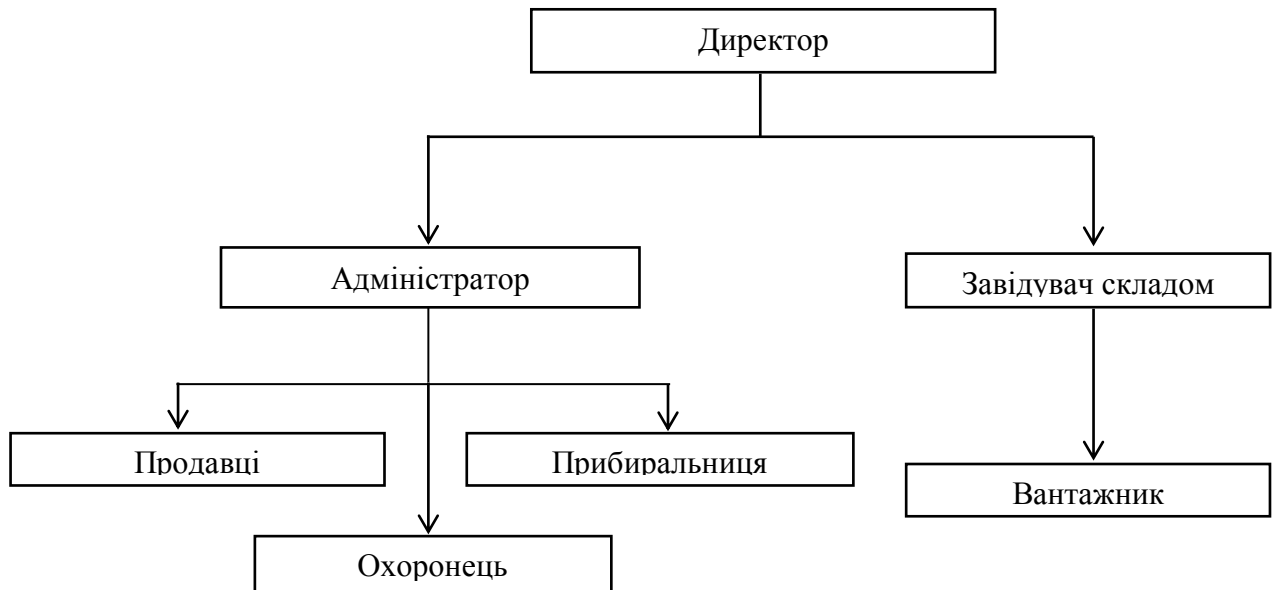 Директор
Адміністратор
Завідувач складом
Продавці
Прибиральниця
Вантажник
Охоронець